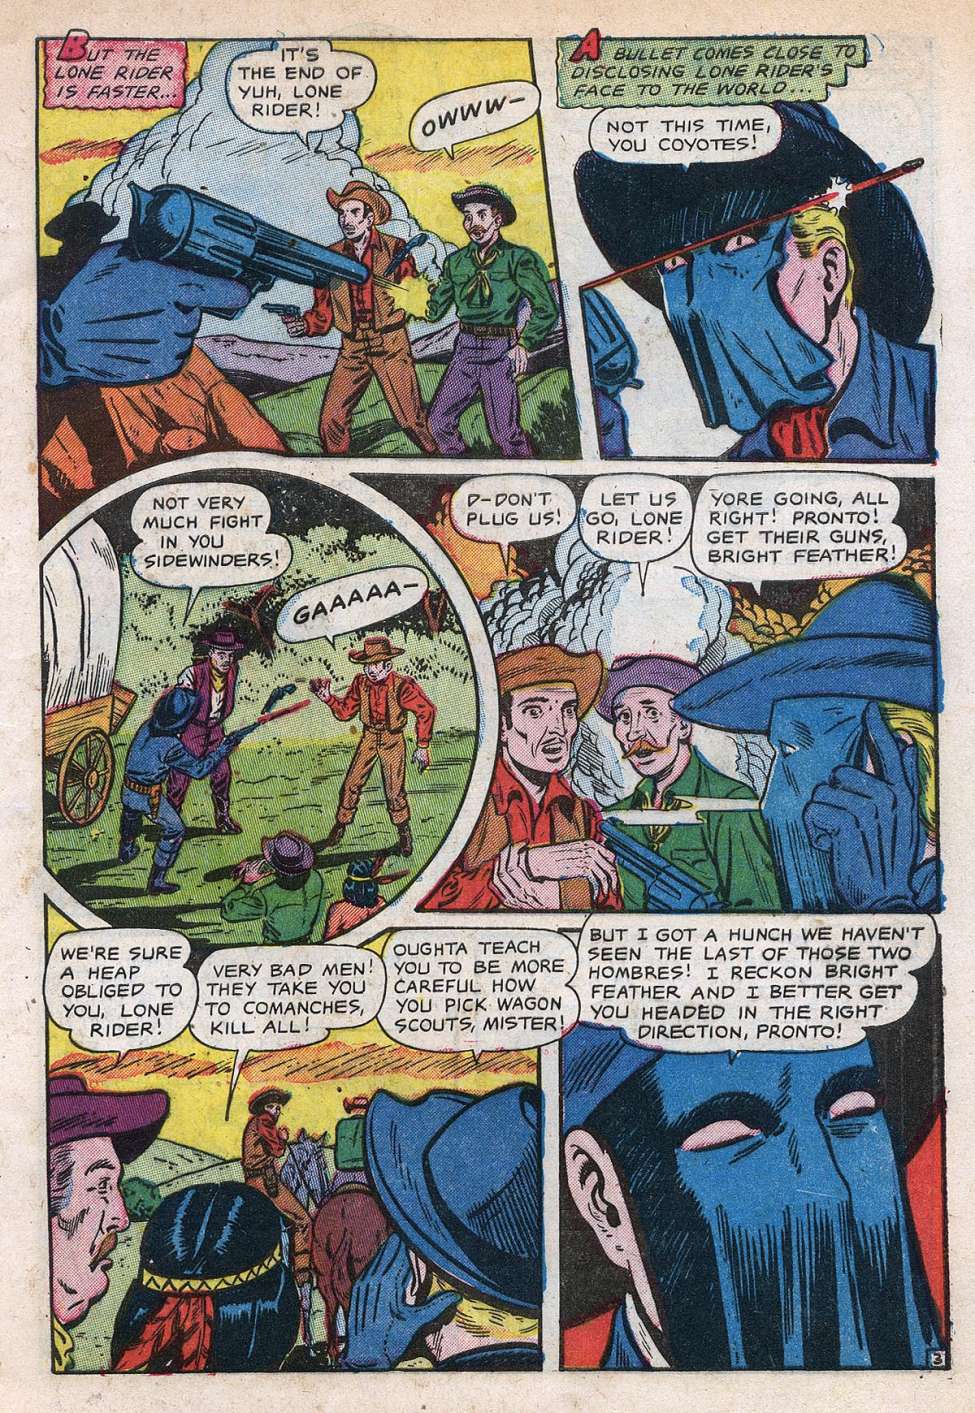 BUT THE
LONE RIDER
IS FASTER...
IT'S
THE END OF
YUH, LONE
RIDER!
OWWW-
A BULLET COMES CLOSE TO
DISCLOSING LONE RIDER'S
FACE TO THE WORLD...
NOT THIS TIME,
YOU COYOTES!
NOT VERY
MUCH FIGHT
IN YOU
SIDEWINDERS!
GAAAAA-
D-DON'T
PLUG US!
LET US
GO, LONE
RIDER!
YORE GOING, ALL
RIGHT! PRONTO!
GET THEIR GUNS,
BRIGHT FEATHER!
WE'RE SURE
A HEAP
OBLIGED TO
YOU, LONE
RIDER!
VERY BAD MEN!
THEY TAKE YOU
TO COMANCHES,
KILL ALL!
OUGHTA TEACH
YOU TO BE MORE
CAREFUL HOW
YOU PICK WAGON
SCOUTS, MISTER!
BUT I GOT A HUNCH WE HAVEN'T
SEEN THE LAST OF THOSE TWO
HOMBRES! I RECKON BRIGHT
FEATHER AND I BETTER GET
YOU HEADED IN THE RIGHT
DIRECTION, PRONTO!
3